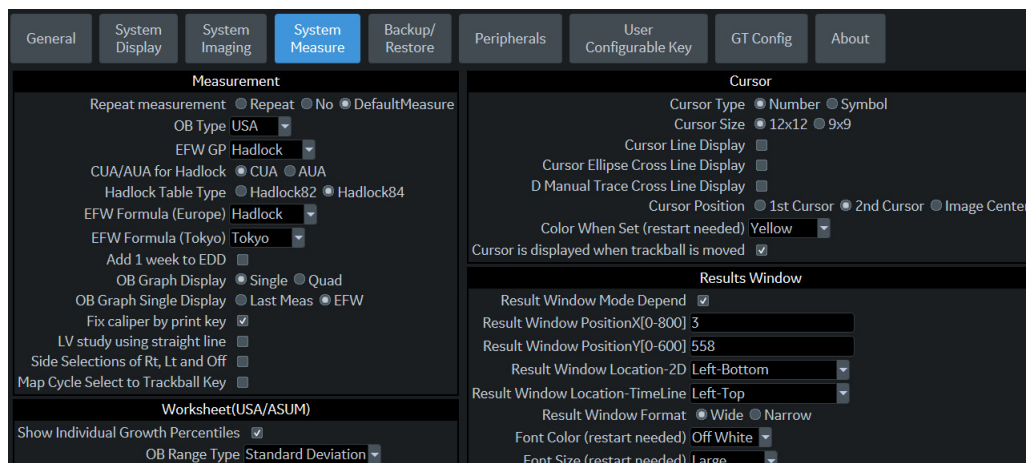 General
System
Display
System
Imaging
System
Measure
Backup/
Restore
Peripherals
User
Configurable Key
GT Config
About
Measurement
Repeat measurement Repeat No DefaultMeasure
OB Type USA
EFW GP Hadlock
CUA/AUA for Hadlock CUA AUA
Hadlock Table Type Hadlock82 Hadlock84
EFW Formula (Europe) Hadlock
EFW Formula (Tokyo) Tokyo
Add 1 week to EDD
OB Graph Display Single Quad
OB Graph Single Display Last Meas EFW
Fix caliper by print key
LV study using straight line
Side Selections of Rt, Lt and Off
Map Cycle Select to Trackball Key
Worksheet(USA/ASUM)
Show Individual Growth Percentiles
OB Range Type Standard Deviation
Cursor
Cursor Type Number Symbol
Cursor Size 12x12 9x9
Cursor Line Display
Cursor Ellipse Cross Line Display
D Manual Trace Cross Line Display
Cursor Position 1st Cursor 2nd Cursor Image Center
Color When Set (restart needed) Yellow
Cursor is displayed when trackball is moved
Results Window
Result Window Mode Depend
Result Window PositionX[0-800] 3
Result Window PositionY[0-600] 558
Result Window Location-2D Left-Bottom
Result Window Location-TimeLine Left-Top
Result Window Format Wide Narrow
Font Color (restart needed) Off White
Font Size (restart needed) Large